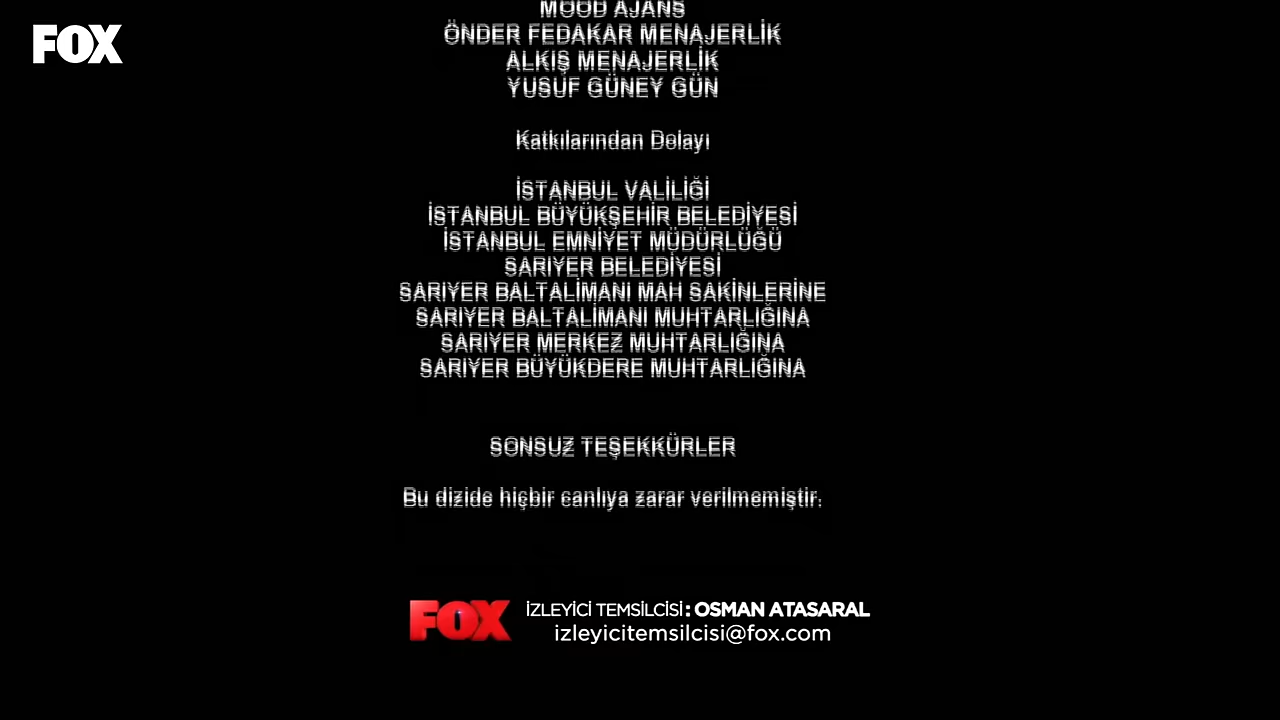 FOX
MOOD AJANS
ÖNDER FEDAKAR MENAJERLİK
ALKIŞ MENAJERLİK
YUSUF GÜNEY GÜN
Katkılarından Dolayı
İSTANBUL VALİLİĞİ
İSTANBUL BÜYÜKŞEHİR BELEDİYESİ
İSTANBUL EMNİYET MÜDÜRLÜĞÜ
SARIYER BELEDİYESİ
SARIYER BALTALİMANI MAH SAKİNLERİNE
SARIYER BALTALİMANI MUHTARLIĞINA
SARIYER MERKEZ MUHTARLIĞINA
SARIYER BÜYÜKDERE MUHTARLIĞINA
SONSUZ TEŞEKKÜRLER
Bu dizide hiçbir canlıya zarar verilmemiştir.
FOX İZLEYİCİ TEMSİLCİSİ: OSMAN ATASARAL
izleyicitemsilcisi@fox.com